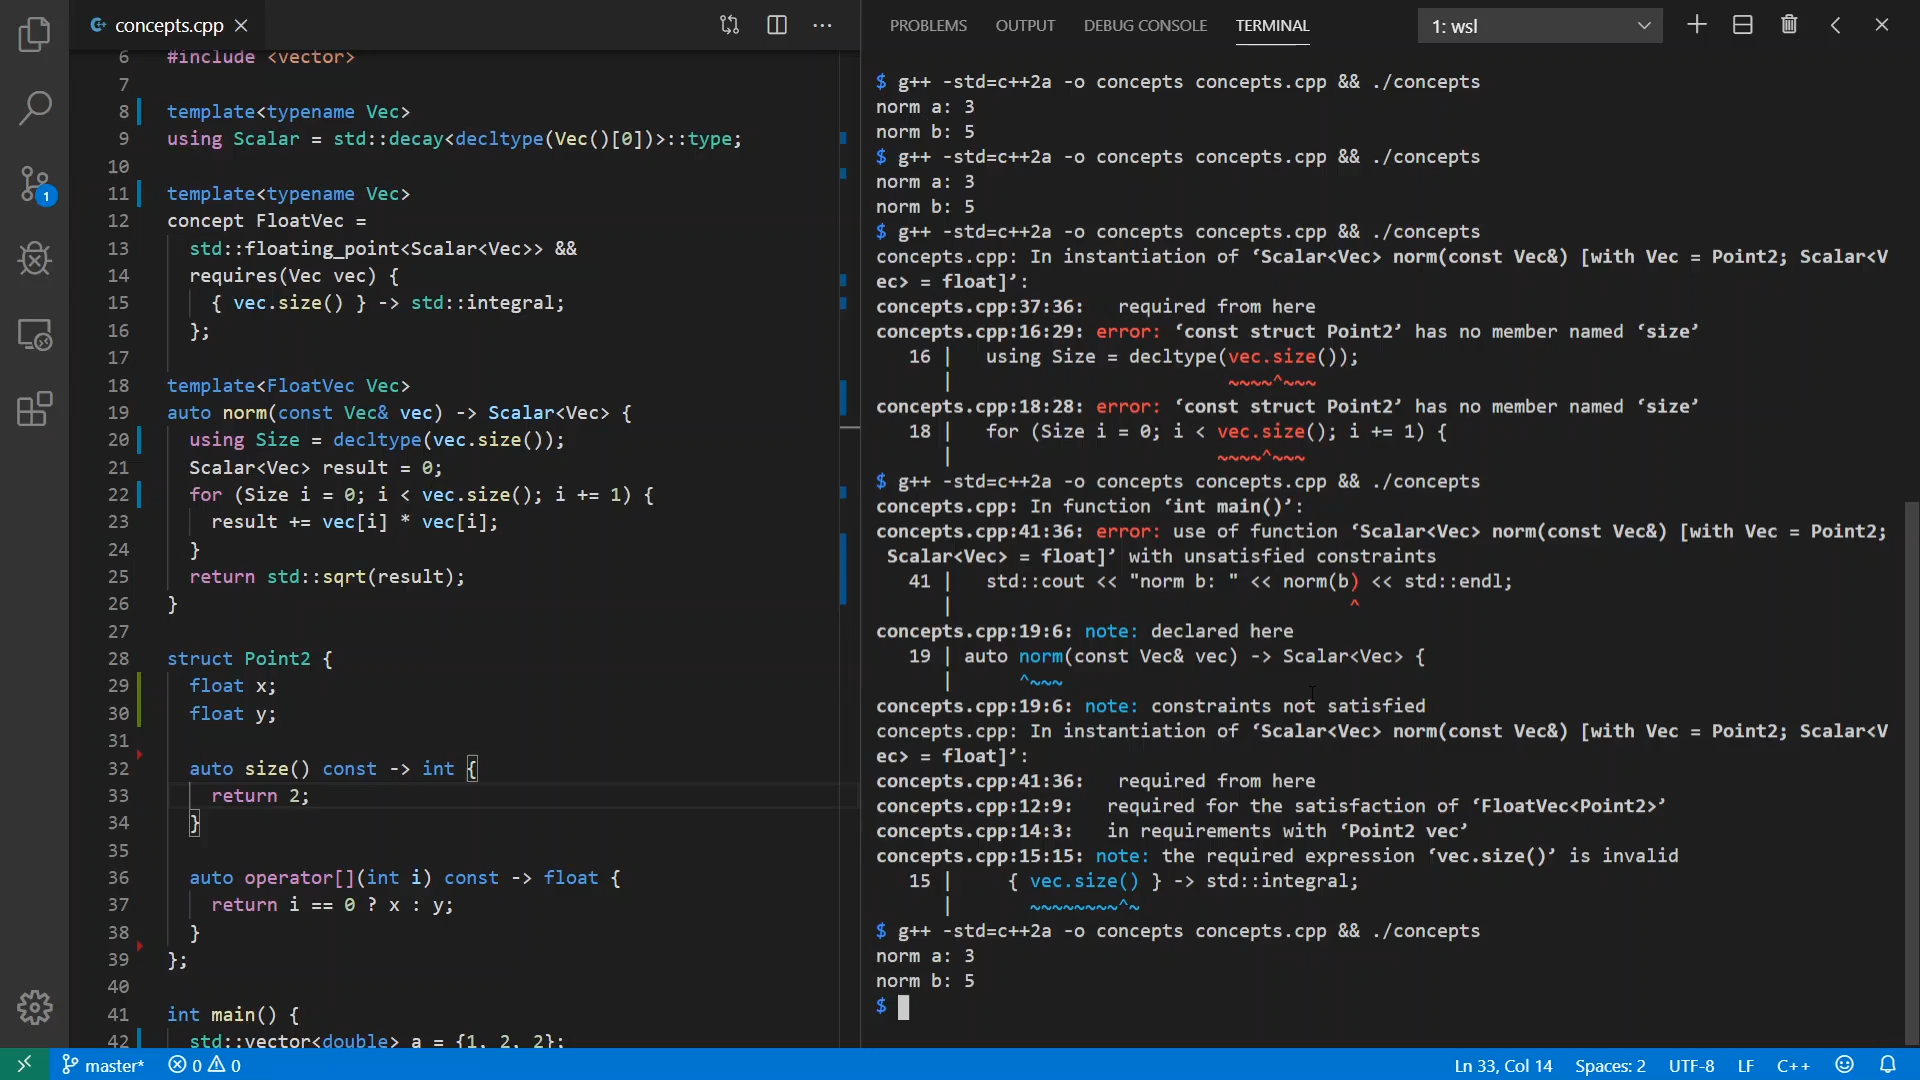 concepts.cpp
6 #include <vector>
7
8 template<typename Vec>
9 using Scalar = std::decay<decltype(Vec()[0])>::type;
10
11 template<typename Vec>
12 concept FloatVec =
13 std::floating_point<Scalar<Vec>> &&
14 requires(Vec vec) {
15 { vec.size() } -> std::integral;
16 };
17
18 template<FloatVec Vec>
19 auto norm(const Vec& vec) -> Scalar<Vec> {
20 using Size = decltype(vec.size());
21 Scalar<Vec> result = 0;
22 for (Size i = 0; i < vec.size(); i += 1) {
23 result += vec[i] * vec[i];
24 }
25 return std::sqrt(result);
26 }
27
28 struct Point2 {
29 float x;
30 float y;
31
32 auto size() const -> int {
33 return 2;
34 }
35
36 auto operator[](int i) const -> float {
37 return i == 0 ? x : y;
38 }
39 };
40
41 int main() {
42 std::vector<double> a = {1, 2, 2};
PROBLEMS OUTPUT DEBUG CONSOLE TERMINAL 1: wsl
$ g++ -std=c++2a -o concepts concepts.cpp && ./concepts
norm a: 3
norm b: 5
$ g++ -std=c++2a -o concepts concepts.cpp && ./concepts
norm a: 3
norm b: 5
$ g++ -std=c++2a -o concepts concepts.cpp && ./concepts
concepts.cpp: In instantiation of ‘Scalar<Vec> norm(const Vec&) [with Vec = Point2; Scalar<V
ec> = float]’:
concepts.cpp:37:36:   required from here
concepts.cpp:16:29: error: ‘const struct Point2’ has no member named ‘size’
16 |   using Size = decltype(vec.size());
|                         ~~~~^~~~
concepts.cpp:18:28: error: ‘const struct Point2’ has no member named ‘size’
18 |   for (Size i = 0; i < vec.size(); i += 1) {
|                        ~~~~^~~~
$ g++ -std=c++2a -o concepts concepts.cpp && ./concepts
concepts.cpp: In function ‘int main()’:
concepts.cpp:41:36: error: use of function ‘Scalar<Vec> norm(const Vec&) [with Vec = Point2;
Scalar<Vec> = float]’ with unsatisfied constraints
41 |   std::cout << "norm b: " << norm(b) << std::endl;
|                                    ^
concepts.cpp:19:6: note: declared here
19 | auto norm(const Vec& vec) -> Scalar<Vec> {
|      ^~~~
concepts.cpp:19:6: note: constraints not satisfied
concepts.cpp: In instantiation of ‘Scalar<Vec> norm(const Vec&) [with Vec = Point2; Scalar<V
ec> = float]’:
concepts.cpp:41:36:   required from here
concepts.cpp:12:9:   required for the satisfaction of ‘FloatVec<Point2>’
concepts.cpp:14:3:   in requirements with ‘Point2 vec’
concepts.cpp:15:15: note: the required expression ‘vec.size()’ is invalid
15 |     { vec.size() } -> std::integral;
|       ~~~~~~~~^~
$ g++ -std=c++2a -o concepts concepts.cpp && ./concepts
norm a: 3
norm b: 5
$
1
master* 0 0 Ln 33, Col 14 Spaces: 2 UTF-8 LF C++